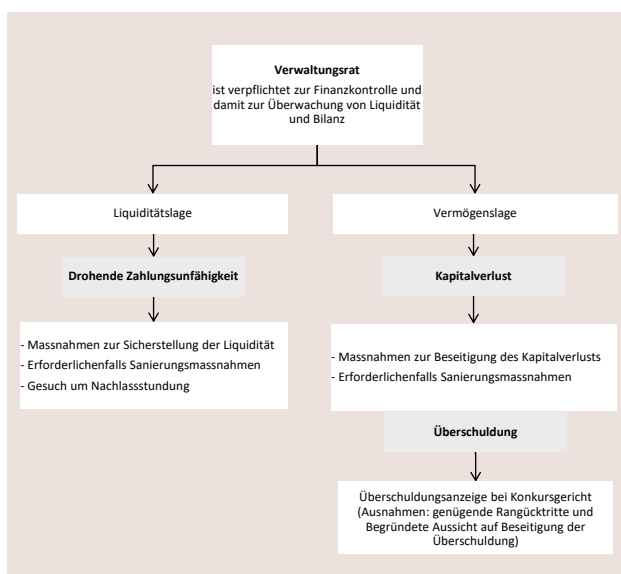 Verwaltungsrat
ist verpflichtet zur Finanzkontrolle und
damit zur Überwachung von Liquidität
und Bilanz
Liquiditätslage
Vermögenslage
Drohende Zahlungsunfähigkeit
Kapitalverlust
- Massnahmen zur Sicherstellung der Liquidität
- Erforderlichenfalls Sanierungsmassnahmen
- Gesuch um Nachlassstundung
- Massnahmen zur Beseitigung des Kapitalverlusts
- Erforderlichenfalls Sanierungsmassnahmen
Überschuldung
Überschuldungsanzeige bei Konkursgericht
(Ausnahmen: genügende Rangücktritte und
Begründete Aussicht auf Beseitigung der
Überschuldung)